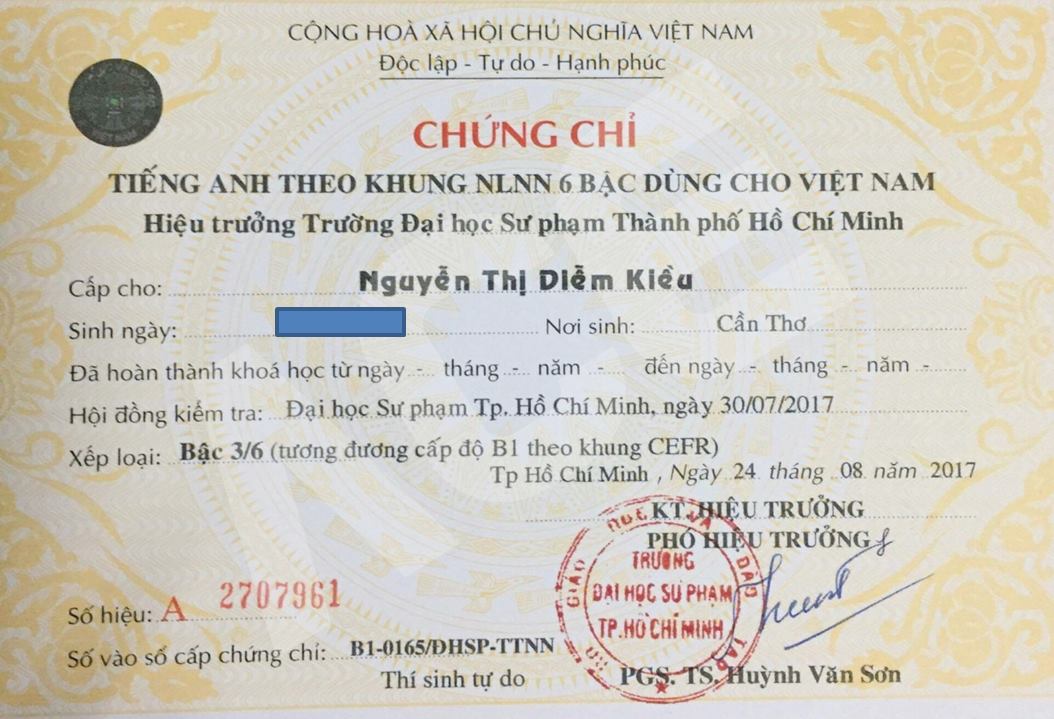 CỘNG HOÀ XÃ HỘI CHỦ NGHĨA VIỆT NAM
Độc lập - Tự do - Hạnh phúc
CHỨNG CHỈ
TIẾNG ANH THEO KHUNG NLNN 6 BẬC DÙNG CHO VIỆT NAM
Hiệu trưởng Trường Đại học Sư phạm Thành phố Hồ Chí Minh
Cấp cho: Nguyễn Thị Diễm Kiều
Sinh ngày: Nơi sinh: Cần Thơ
Đã hoàn thành khoá học từ ngày - tháng - năm - đến ngày - tháng - năm -
Hội đồng kiểm tra: Đại học Sư phạm Tp. Hồ Chí Minh, ngày 30/07/2017
Xếp loại: Bậc 3/6 (tương đương cấp độ B1 theo khung CEFR)
Tp Hồ Chí Minh, Ngày 24 tháng 08 năm 2017
KT. HIỆU TRƯỞNG
PHÓ HIỆU TRƯỞNG
TRƯỜNG
ĐẠI HỌC SƯ PHẠM
TP. HỒ CHÍ MINH
BỘ GIÁO DỤC VÀ ĐÀO TẠO
Số hiệu: A 2707961
Số vào sổ cấp chứng chỉ: B1-0165/ĐHSP-TTNN
Thí sinh tự do
PGS. TS. Huỳnh Văn Sơn